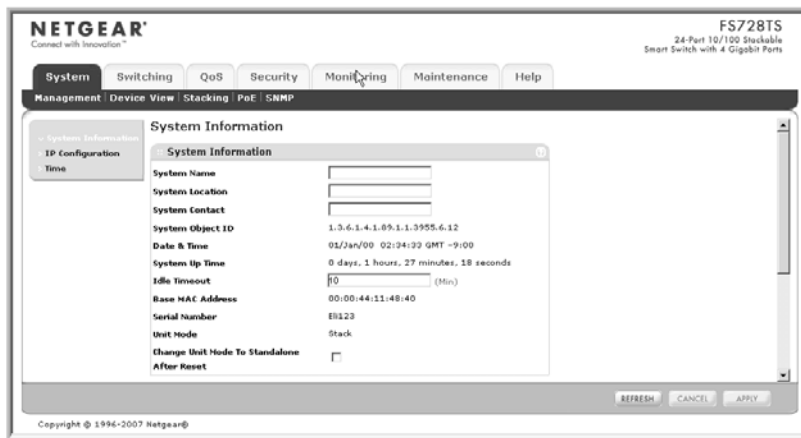 NETGEAR®
Connect with Innovation™
FS728TS
24-Port 10/100 Stackable
Smart Switch with 4 Gigabit Ports
System Switching QoS Security Monitoring Maintenance Help
Management Device View Stacking PoE SNMP
System Information
IP Configuration
Time
System Information
System Information
System Name
System Location
System Contact
System Object ID 1.3.6.1.4.1.89.1.1.3955.6.12
Date & Time 01/Jan/00 02:34:33 GMT -9:00
System Up Time 0 days, 1 hours, 27 minutes, 18 seconds
Idle Timeout 10 (Min)
Base MAC Address 00:00:44:11:48:40
Serial Number Eli123
Unit Mode Stack
Change Unit Mode To Standalone
After Reset
REFRESH CANCEL APPLY
Copyright © 1996-2007 Netgear®